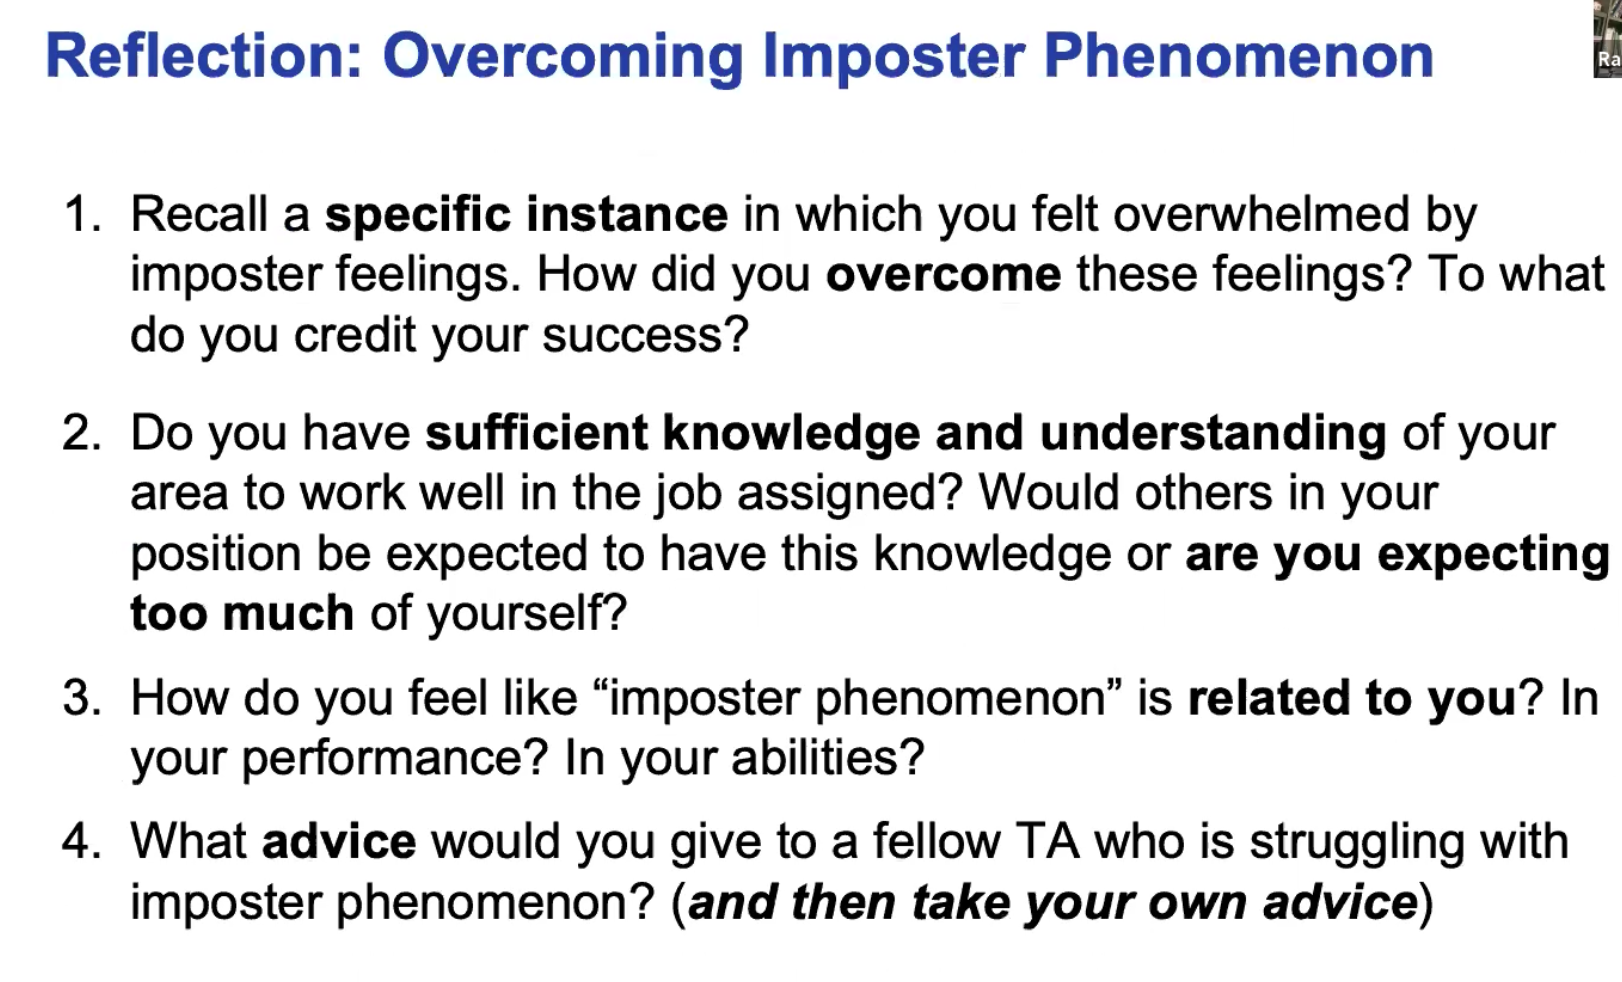 Reflection: Overcoming Imposter Phenomenon
Ra
1. Recall a specific instance in which you felt overwhelmed by
imposter feelings. How did you overcome these feelings? To what
do you credit your success?
2. Do you have sufficient knowledge and understanding of your
area to work well in the job assigned? Would others in your
position be expected to have this knowledge or are you expecting
too much of yourself?
3. How do you feel like “imposter phenomenon” is related to you? In
your performance? In your abilities?
4. What advice would you give to a fellow TA who is struggling with
imposter phenomenon? (and then take your own advice)